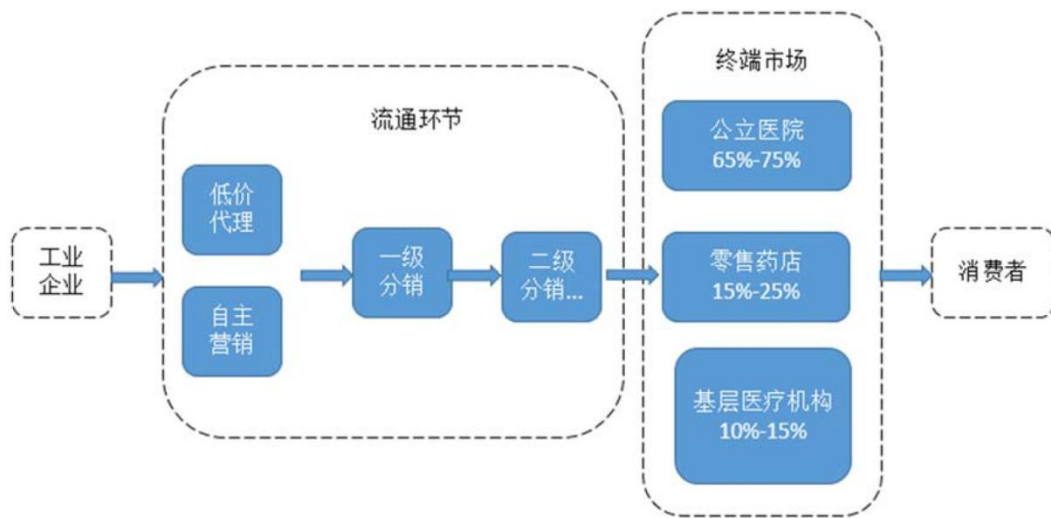 工业
企业
流通环节
低价
代理
自主
营销
一级
分销
二级
分销...
终端市场
公立医院
65%-75%
零售药店
15%-25%
基层医疗机构
10%-15%
消费者